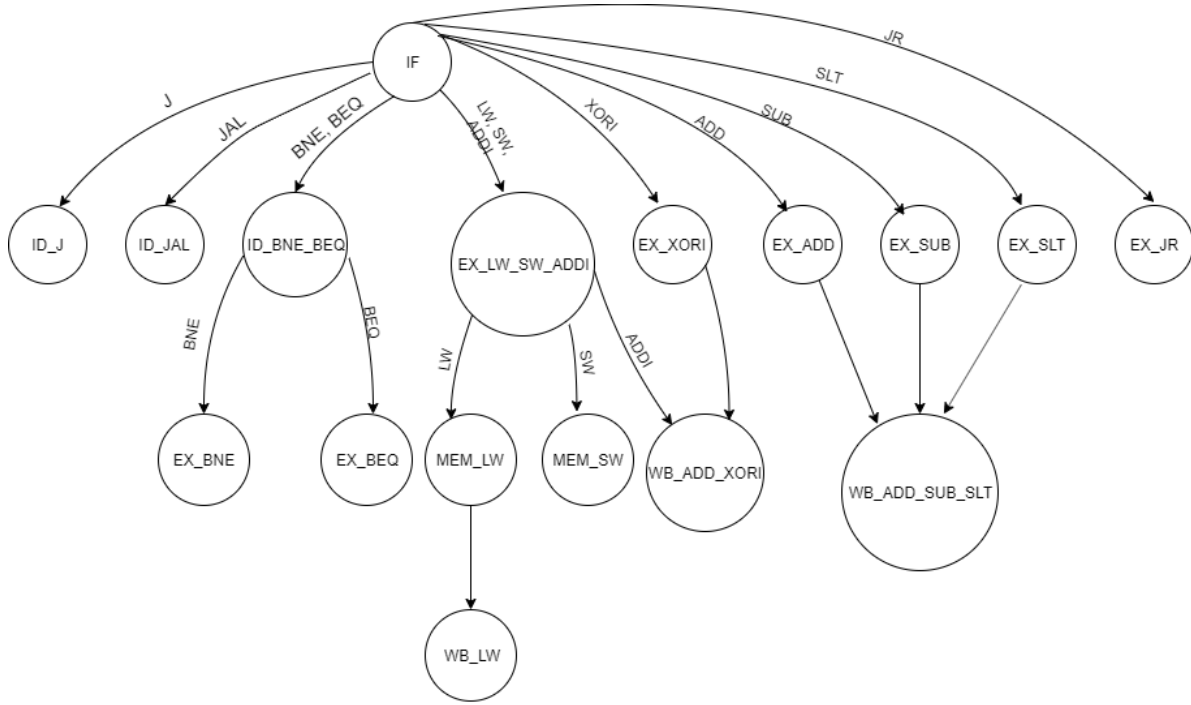 JR
IF
SLT
J
JAL
BNE, BEQ
LW, SW,
ADDI
XORI
ADD
SUB
ID_J
ID_JAL
ID_BNE_BEQ
EX_LW_SW_ADDI
EX_XORI
EX_ADD
EX_SUB
EX_SLT
EX_JR
BNE
BEQ
LW
SW
ADDI
EX_BNE
EX_BEQ
MEM_LW
MEM_SW
WB_ADD_XORI
WB_ADD_SUB_SLT
WB_LW